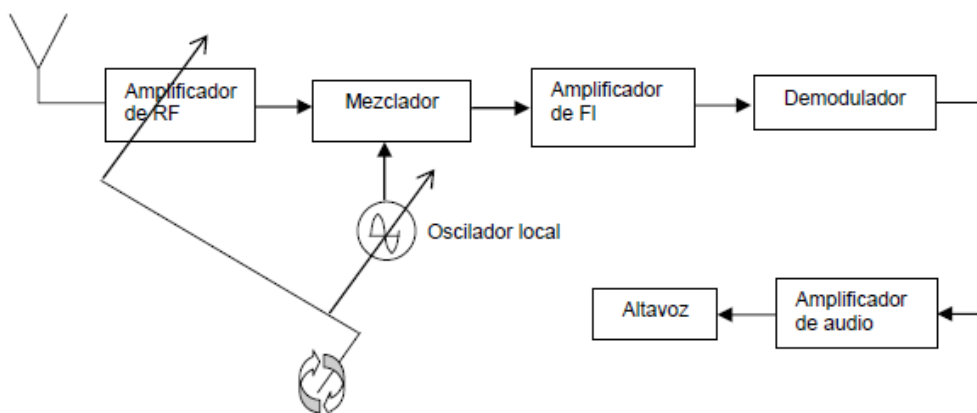 Amplificador
de RF
Mezclador
Amplificador
de FI
Demodulador
Oscilador local
Altavoz
Amplificador
de audio